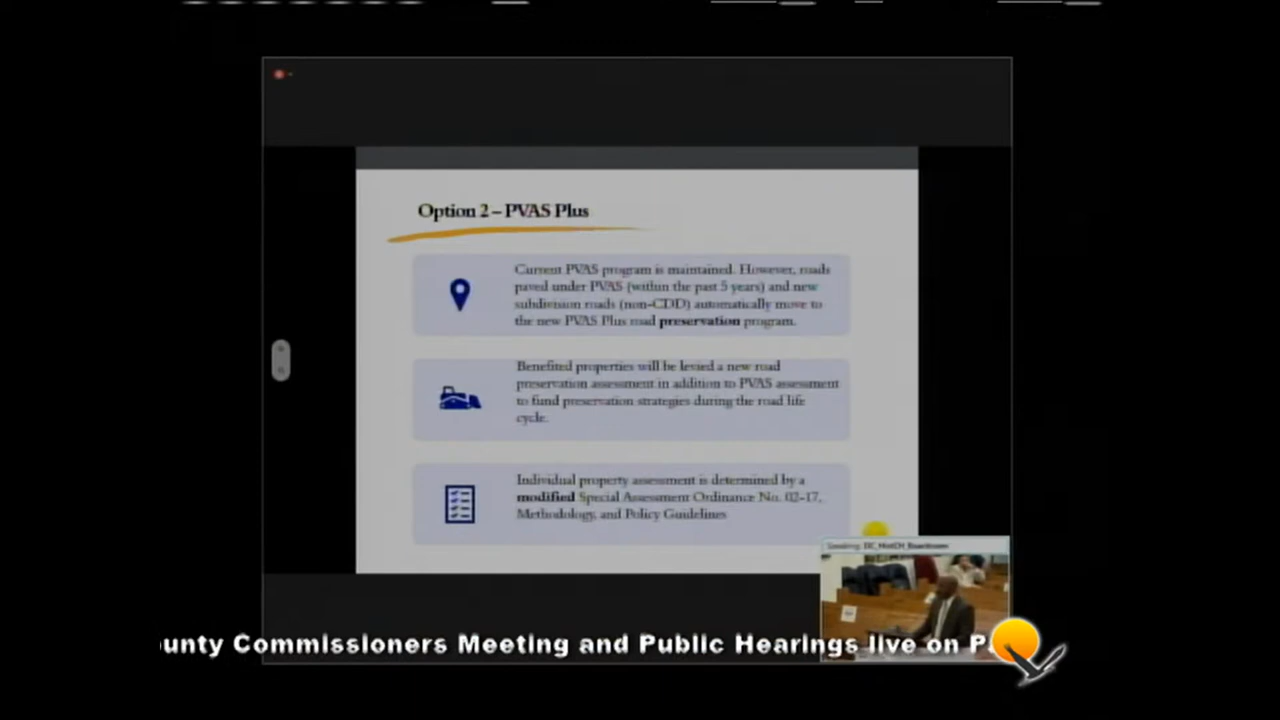 Option 2 – PVAS Plus
Current PVAS program is maintained. However, roads
paved under PVAS (within the past 5 years) and new
subdivision roads (non-CDD) automatically move to
the new PVAS Plus road preservation program.
Benefited properties will be levied a new road
preservation assessment in addition to PVAS assessment
to fund preservation strategies during the road life
cycle.
Individual property assessment is determined by a
modified Special Assessment Ordinance No. 02-17,
Methodology, and Policy Guidelines
Speaking:
ounty Commissioners Meeting and Public Hearings live on P